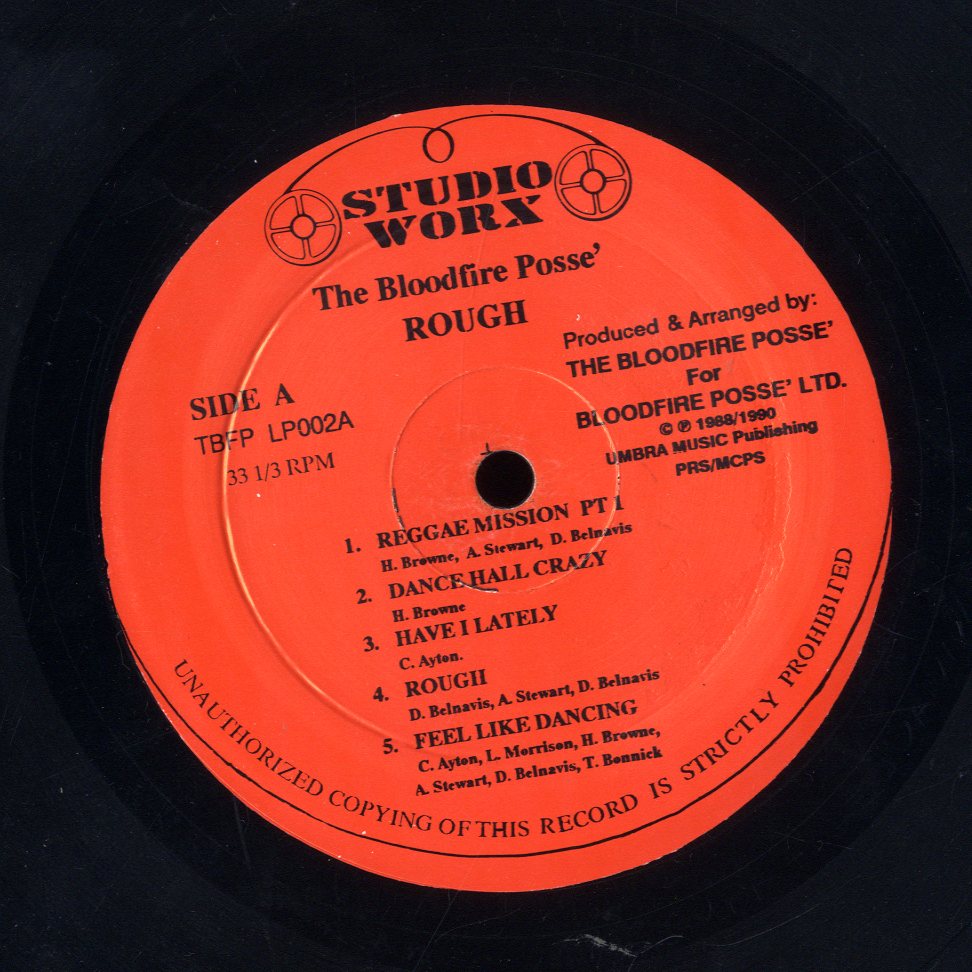 STUDIO
WORX
The Bloodfire Posse'
ROUGH
Produced & Arranged by:
THE BLOODFIRE POSSE'
For
BLOODFIRE POSSE' LTD.
© ℗ 1988/1990
UMBRA MUSIC Publishing
PRS/MCPS
SIDE A
TBFP LP002A
33 1/3 RPM
1. REGGAE MISSION PT 1
H. Browne, A. Stewart, D. Belnavis
2. DANCE HALL CRAZY
H. Browne
3. HAVE I LATELY
C. Ayton.
4. ROUGH
D. Belnavis, A. Stewart, D. Belnavis
5. FEEL LIKE DANCING
C. Ayton, L. Morrison, H. Browne,
A. Stewart, D. Belnavis, T. Bonnick
UNAUTHORIZED COPYING OF THIS RECORD IS STRICTLY PROHIBITED